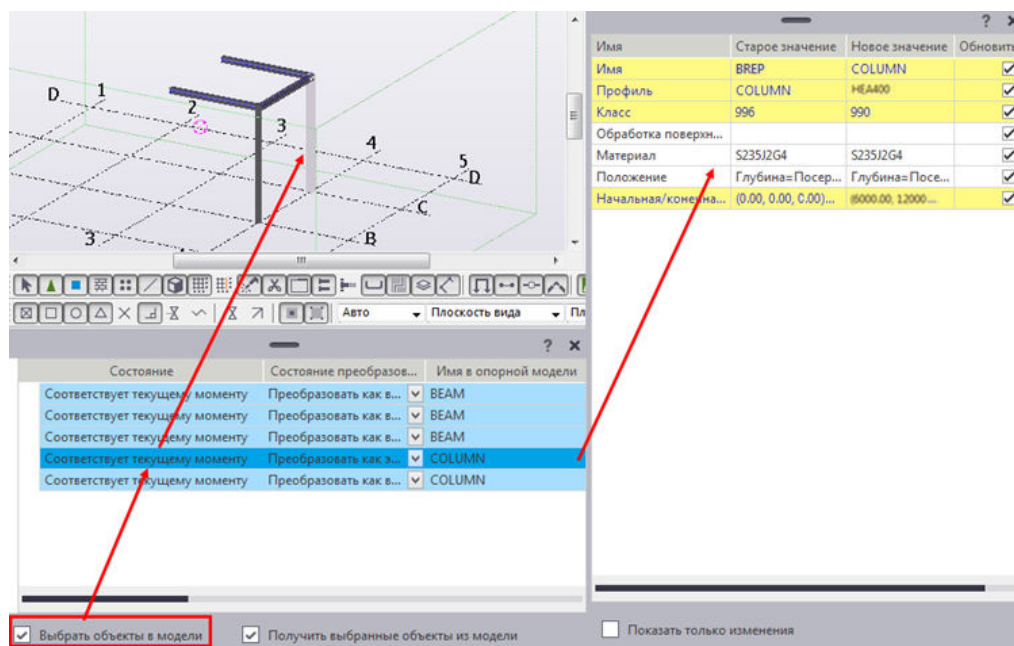 D
1
2
3
4
5
D
C
B
3
Авто
Плоскость вида
Пл
?
Состояние
Состояние преобразов...
Имя в опорной модели
Соответствует текущему моменту Преобразовать как в... BEAM
Соответствует текущему моменту Преобразовать как в... BEAM
Соответствует текущему моменту Преобразовать как в... BEAM
Соответствует текущему моменту Преобразовать как э... COLUMN
Соответствует текущему моменту Преобразовать как в... COLUMN
Выбрать объекты в модели
Получить выбранные объекты из модели
?
Имя Старое значение Новое значение Обновить
Имя BREP COLUMN
Профиль COLUMN HEA400
Класс 996 990
Обработка поверхн...
Материал S235J2G4 S235J2G4
Положение Глубина=Посер... Глубина=Посе...
Начальная/конечна... (0.00, 0.00, 0.00)... (6000.00, 12000....
Показать только изменения